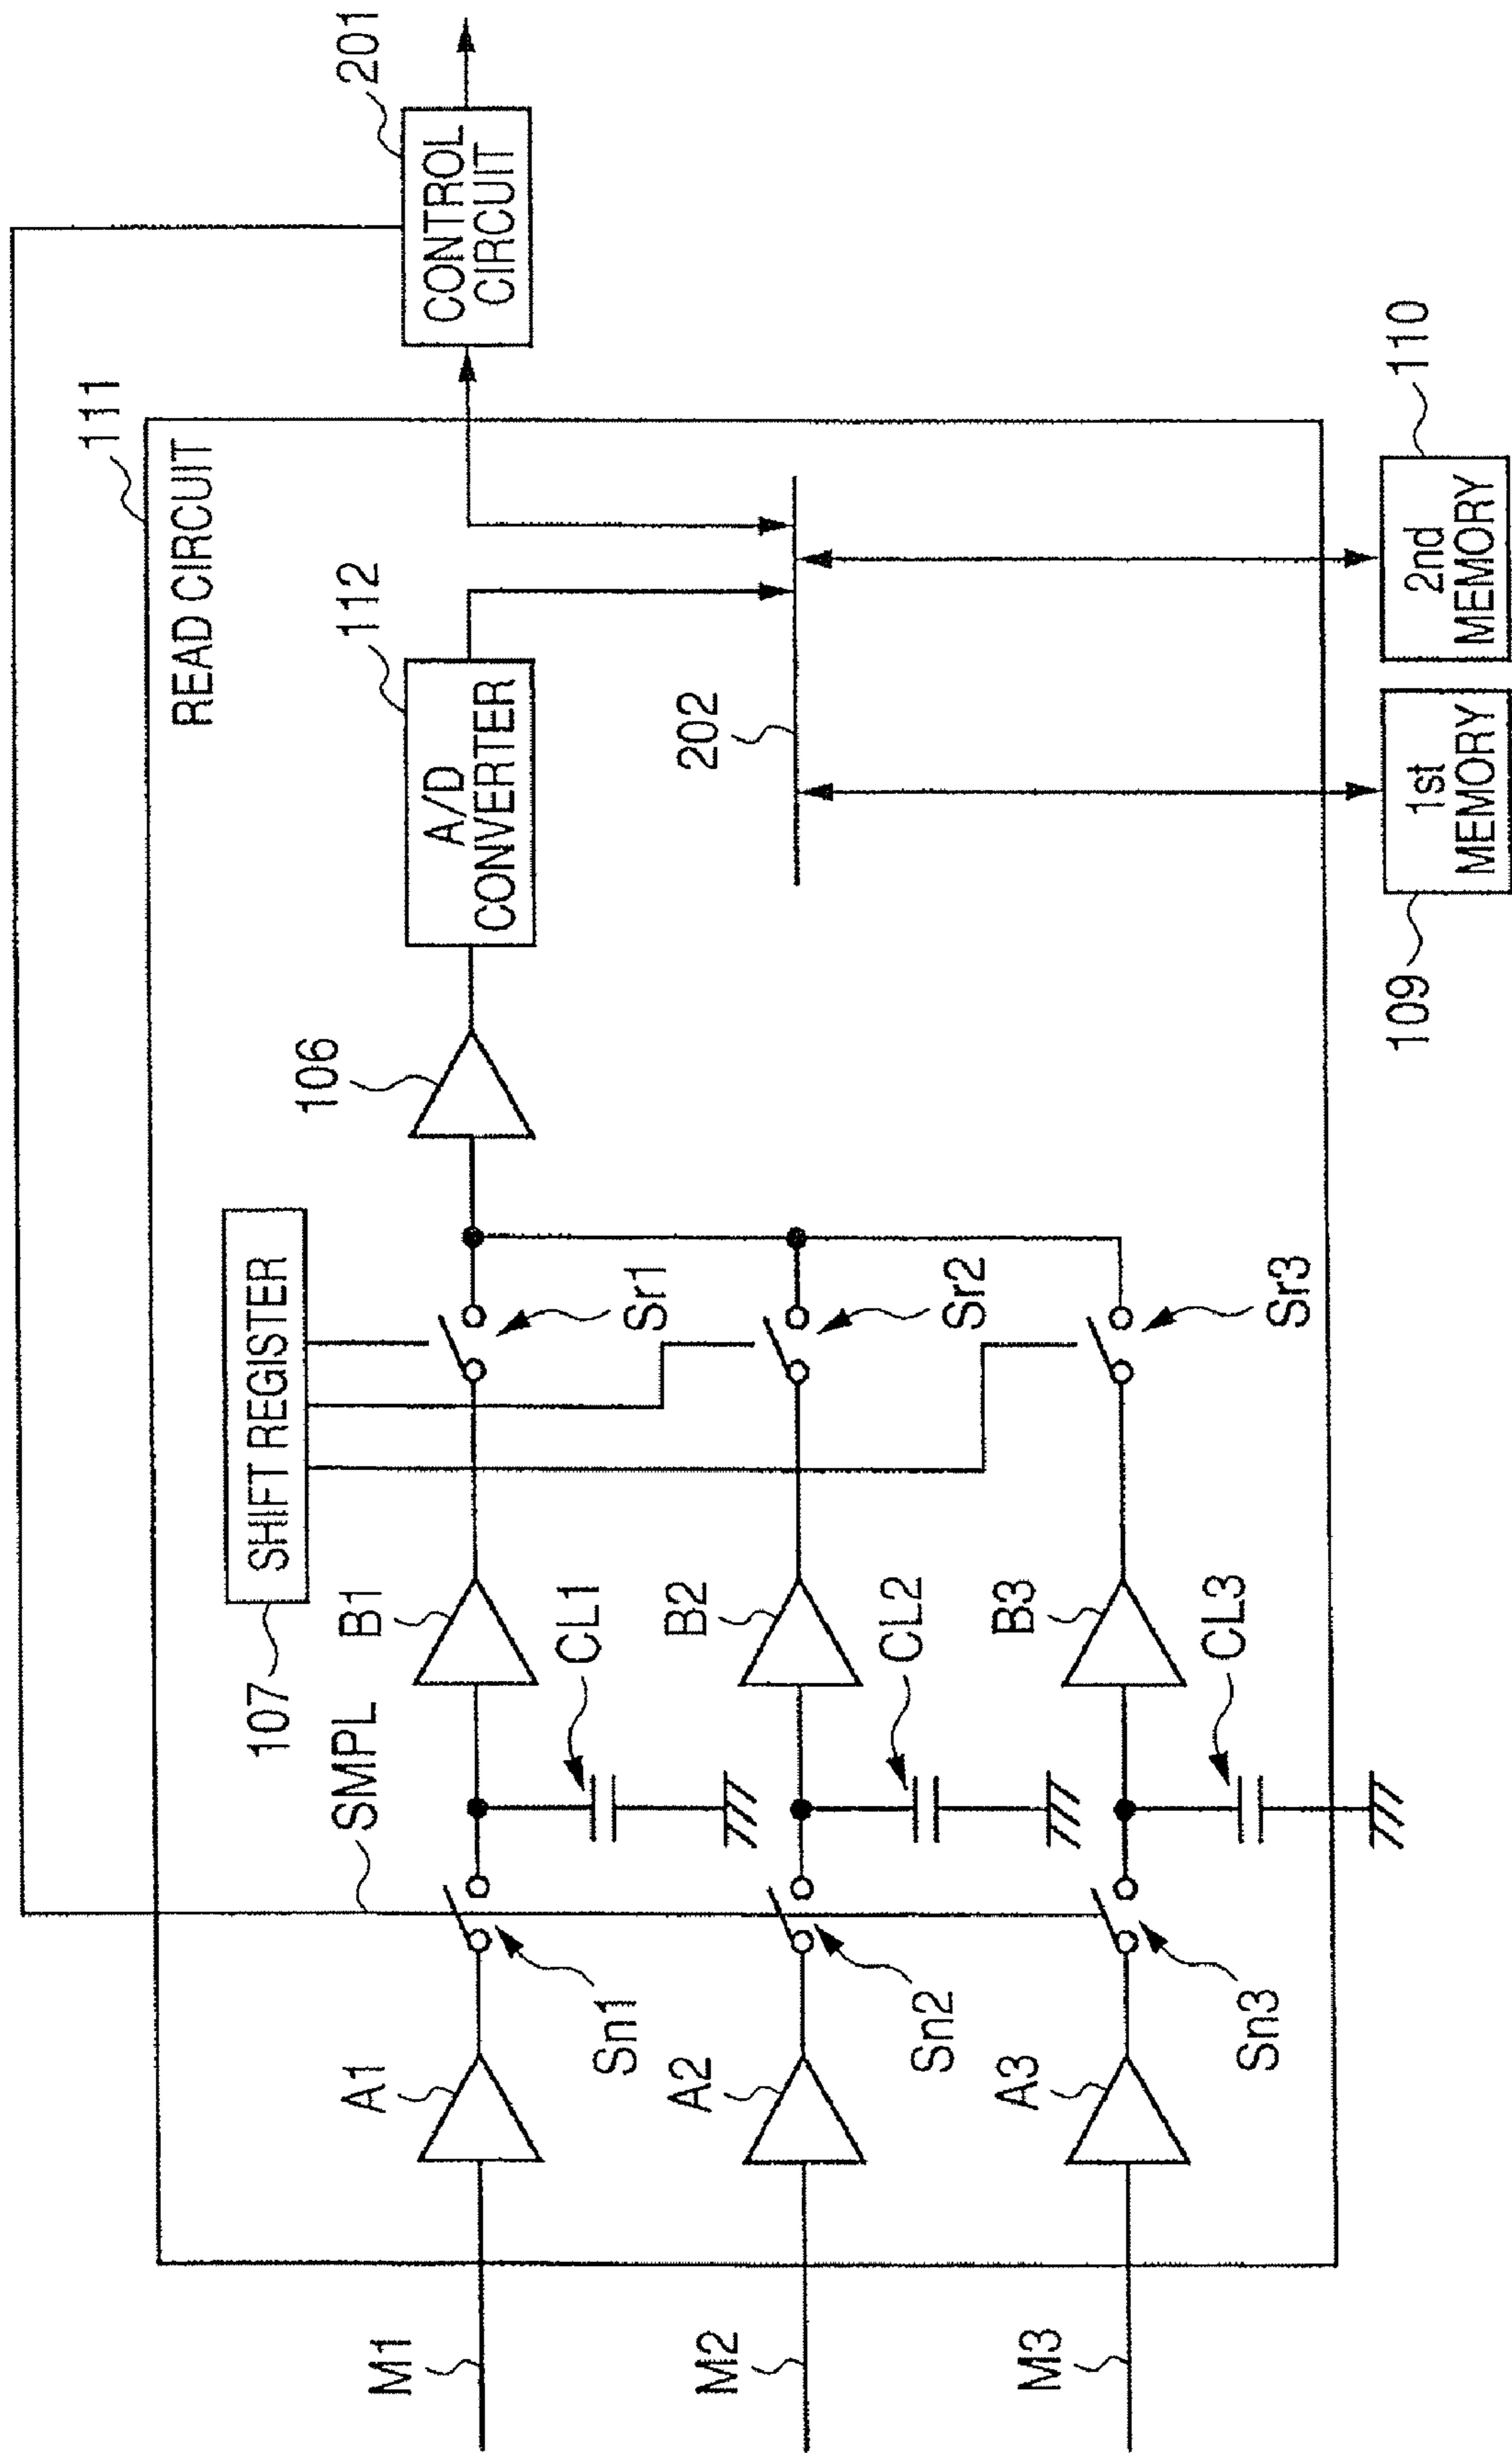 111
201
READ CIRCUIT
CONTROL
CIRCUIT
107
SHIFT REGISTER
SMPL
106
112
A/D
CONVERTER
M1
A1
Sn1
B1
CL1
Sr1
202
M2
A2
Sn2
B2
CL2
Sr2
M3
A3
Sn3
B3
CL3
Sr3
109
1st
MEMORY
2nd
MEMORY
110